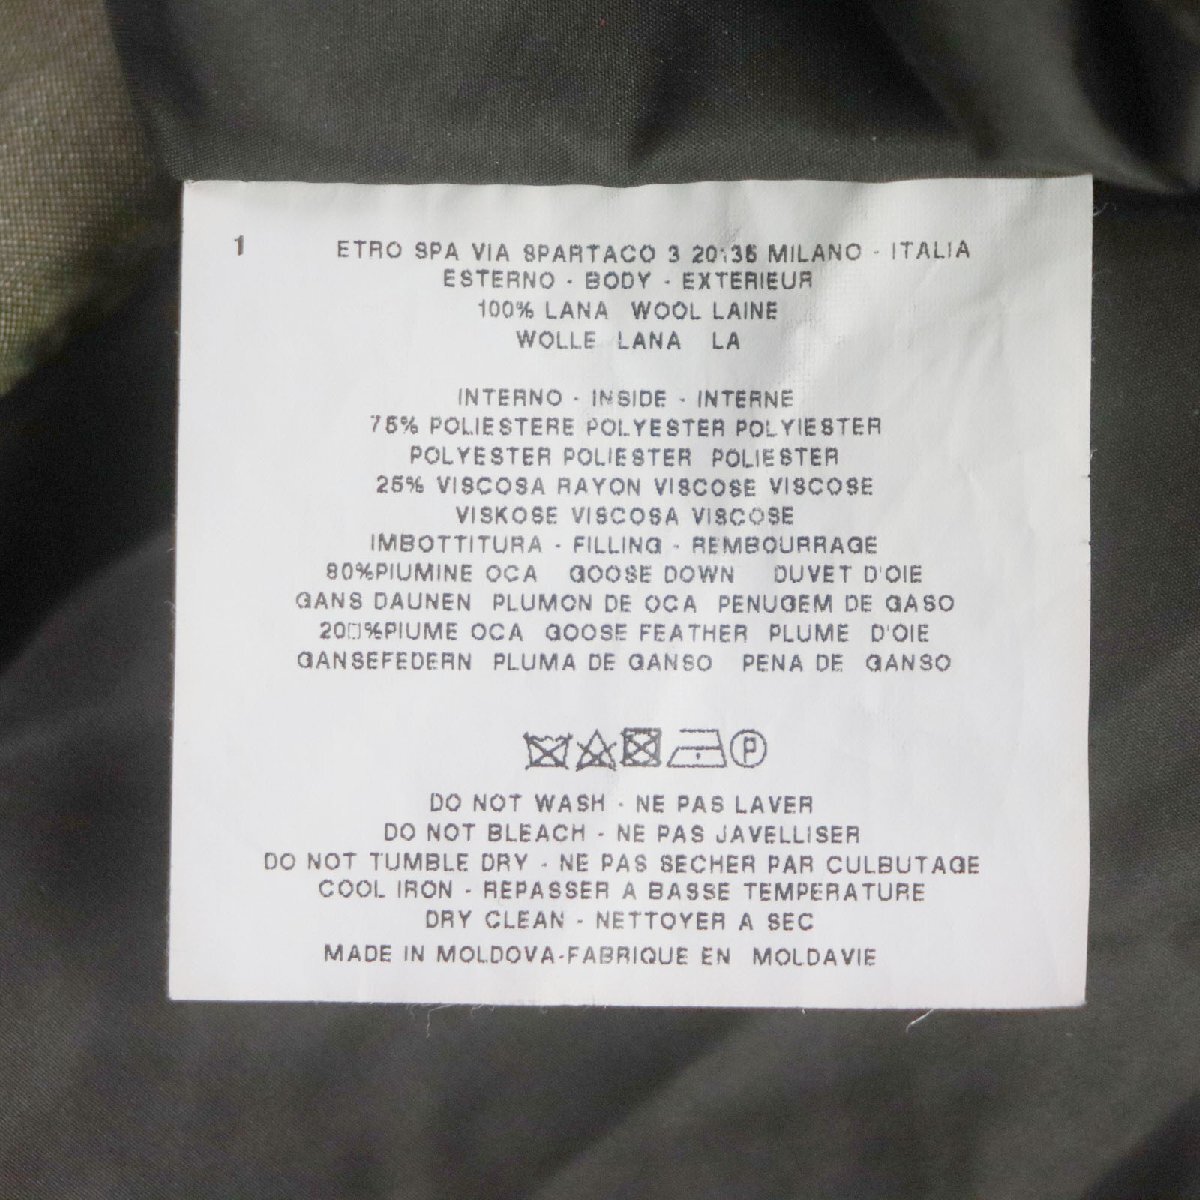 1 ETRO SPA VIA SPARTACO 3 20135 MILANO - ITALIA
ESTERNO - BODY - EXTERIEUR
100% LANA WOOL LAINE
WOLLE LANA LA
INTERNO - INSIDE - INTERNE
75% POLIESTERE POLYESTER POLYIESTER
POLYESTER POLIESTER POLIESTER
25% VISCOSA RAYON VISCOSE VISCOSE
VISKOSE VISCOSA VISCOSE
IMBOTTITURA - FILLING - REMBOURRAGE
80%PIUMINE OCA GOOSE DOWN DUVET D'OIE
GANS DAUNEN PLUMON DE OCA PENUGEM DE GASO
20□%PIUME OCA GOOSE FEATHER PLUME D'OIE
GANSEFEDERN PLUMA DE GANSO PENA DE GANSO
P
DO NOT WASH - NE PAS LAVER
DO NOT BLEACH - NE PAS JAVELLISER
DO NOT TUMBLE DRY - NE PAS SECHER PAR CULBUTAGE
COOL IRON - REPASSER A BASSE TEMPERATURE
DRY CLEAN - NETTOYER A SEC
MADE IN MOLDOVA-FABRIQUE EN MOLDAVIE